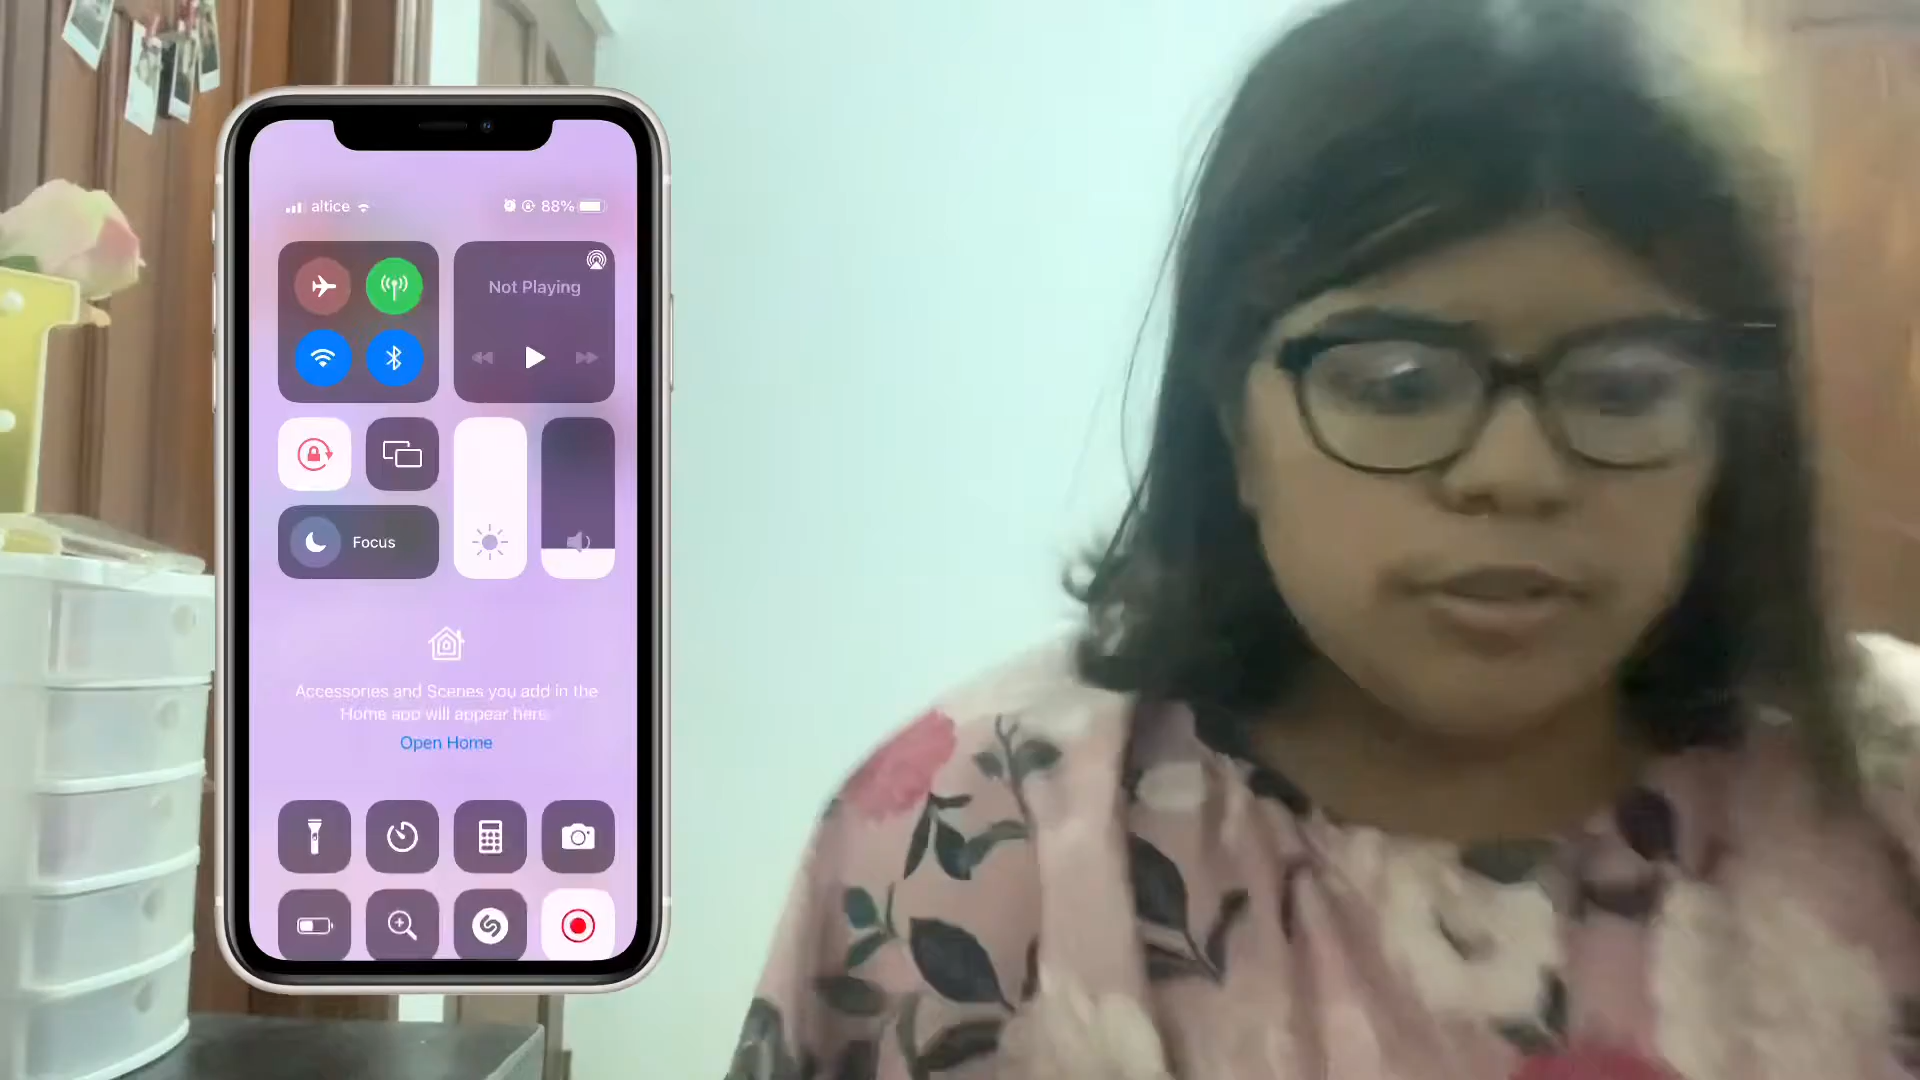 altice
88%
Not Playing
Focus
Accessories and Scenes you add in the
Home app will appear here.
Open Home